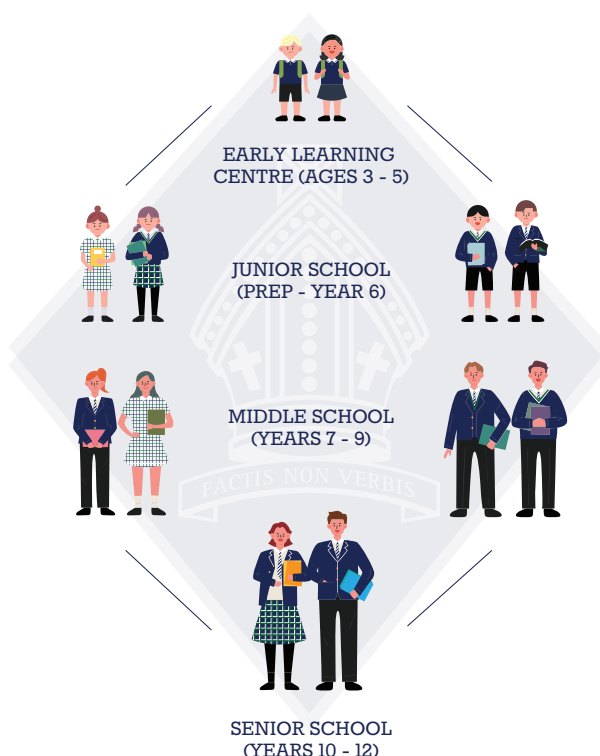 EARLY LEARNING
CENTRE (AGES 3 - 5)
JUNIOR SCHOOL
(PREP - YEAR 6)
MIDDLE SCHOOL
(YEARS 7 - 9)
FACTIS NON VERBIS
SENIOR SCHOOL
(YEARS 10 - 12)